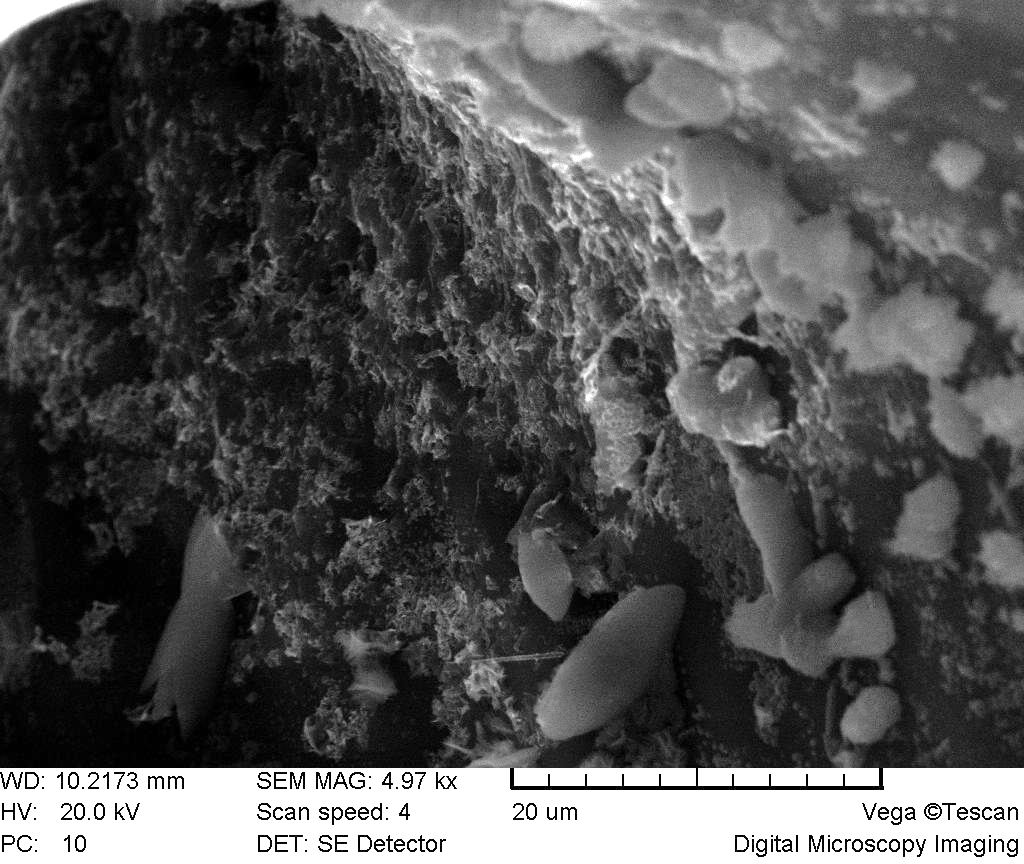 WD: 10.2173 mm SEM MAG: 4.97 kx
HV: 20.0 kV Scan speed: 4 20 um Vega ©Tescan
PC: 10 DET: SE Detector Digital Microscopy Imaging